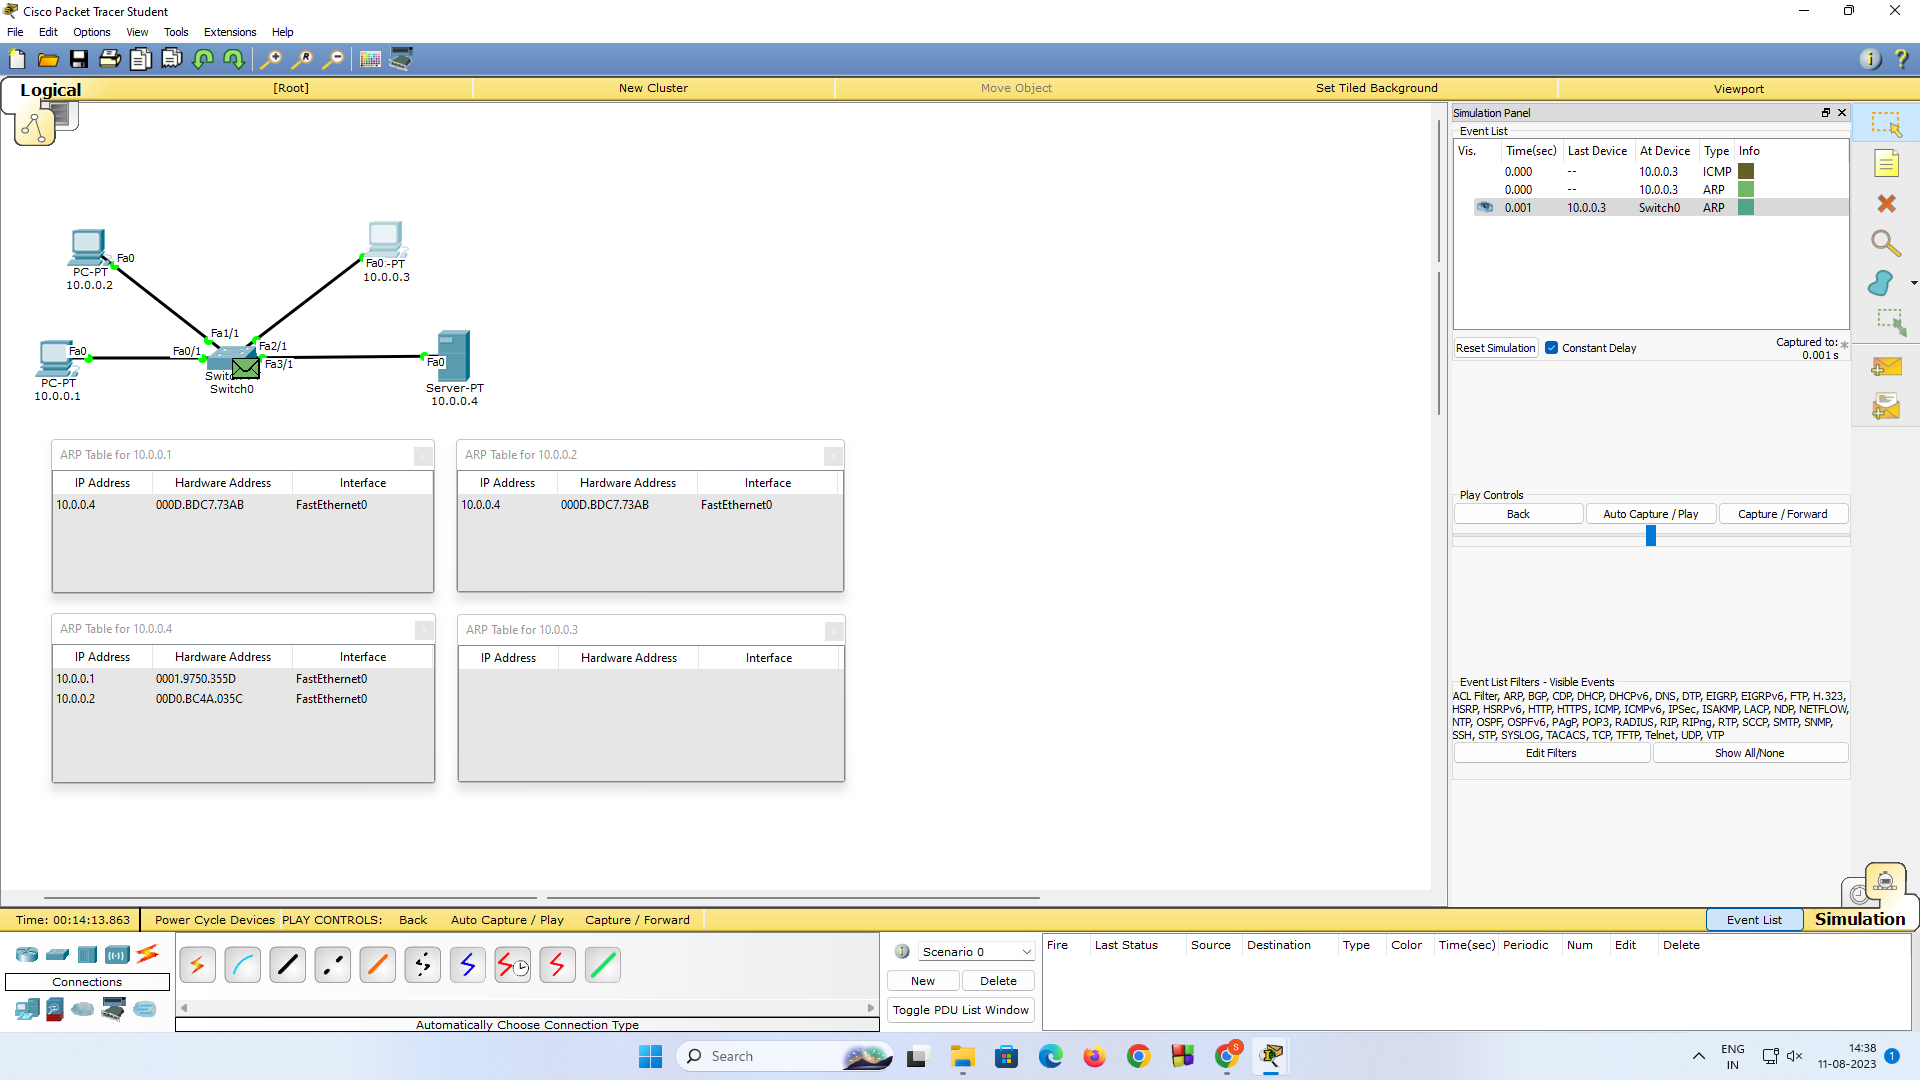 Cisco Packet Tracer Student
File Edit Options View Tools Extensions Help
Logical [Root] New Cluster Move Object Set Tiled Background Viewport
Simulation Panel
Event List
Vis. Time(sec) Last Device At Device Type Info
0.000 -- 10.0.0.3 ICMP
0.000 -- 10.0.0.3 ARP
0.001 10.0.0.3 Switch0 ARP
Reset Simulation Constant Delay Captured to: *
0.001 s
Fa0
PC-PT
10.0.0.2
Fa0 :-PT
10.0.0.3
Fa1/1
Fa2/1
Fa0 Fa0/1
Fa3/1
Fa0
PC-PT
10.0.0.1
Switc
Switch0
Server-PT
10.0.0.4
ARP Table for 10.0.0.1
IP Address Hardware Address Interface
10.0.0.4 000D.BDC7.73AB FastEthernet0
ARP Table for 10.0.0.2
IP Address Hardware Address Interface
10.0.0.4 000D.BDC7.73AB FastEthernet0
ARP Table for 10.0.0.4
IP Address Hardware Address Interface
10.0.0.1 0001.9750.355D FastEthernet0
10.0.0.2 00D0.BC4A.035C FastEthernet0
ARP Table for 10.0.0.3
IP Address Hardware Address Interface
Play Controls
Back Auto Capture / Play Capture / Forward
Event List Filters - Visible Events
ACL Filter, ARP, BGP, CDP, DHCP, DHCPv6, DNS, DTP, EIGRP, EIGRPv6, FTP, H.323,
HSRP, HSRPv6, HTTP, HTTPS, ICMP, ICMPv6, IPSec, ISAKMP, LACP, NDP, NETFLOW,
NTP, OSPF, OSPFv6, PAgP, POP3, RADIUS, RIP, RIPng, RTP, SCCP, SMTP, SNMP,
SSH, STP, SYSLOG, TACACS, TCP, TFTP, Telnet, UDP, VTP
Edit Filters Show All/None
Time: 00:14:13.863 Power Cycle Devices PLAY CONTROLS: Back Auto Capture / Play Capture / Forward Event List Simulation
Connections
Automatically Choose Connection Type
Scenario 0
New Delete
Toggle PDU List Window
Fire Last Status Source Destination Type Color Time(sec) Periodic Num Edit Delete
Search
S
ENG
IN
14:38
11-08-2023
1